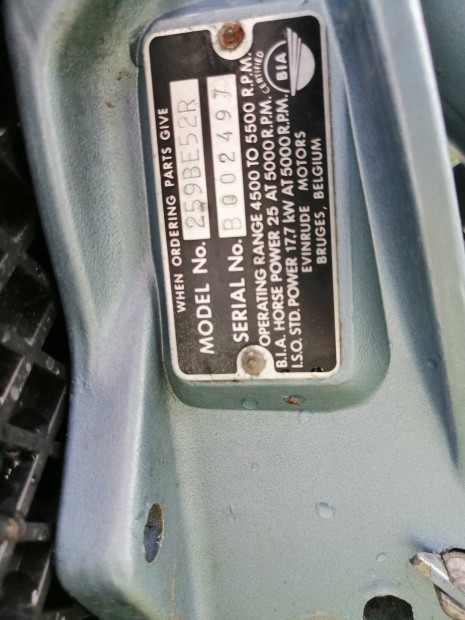 WHEN ORDERING PARTS GIVE
MODEL No. 259BE52R
SERIAL No. B0002497
OPERATING RANGE 4500 TO 5500 R.P.M.
B.I.A. HORSE POWER 25 AT 5000 R.P.M.
I.S.O. STD. POWER 17,7 kW AT 5000 R.P.M.
EVINRUDE MOTORS
BRUGES, BELGIUM
CERTIFIED
BIA